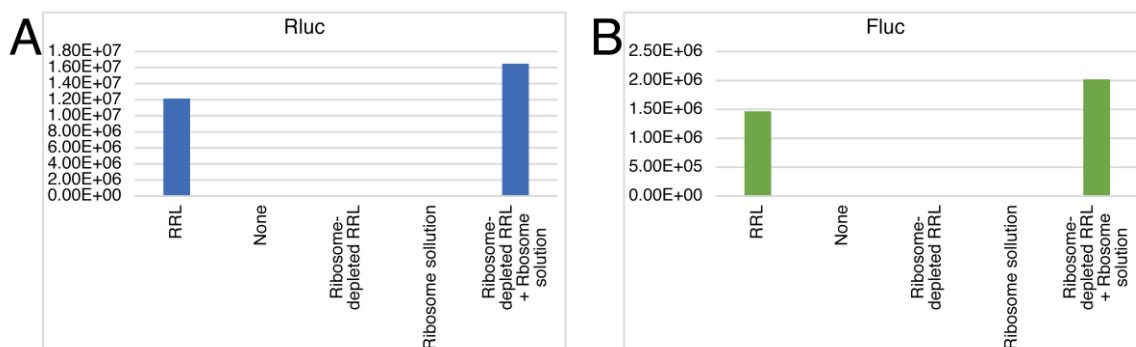 A
Rluc
1.80E+07
1.60E+07
1.40E+07
1.20E+07
1.00E+07
8.00E+06
6.00E+06
4.00E+06
2.00E+06
0.00E+00
RRL
None
Ribosome-
depleted RRL
Ribosome sollution
Ribosome-
depleted RRL
+ Rbosome
solution
B
Fluc
2.50E+06
2.00E+06
1.50E+06
1.00E+06
5.00E+05
0.00E+00
RRL
None
Ribosome-
depleted RRL
Ribosome sollution
Ribosome-
depleted RRL
+ Rbosome
solution